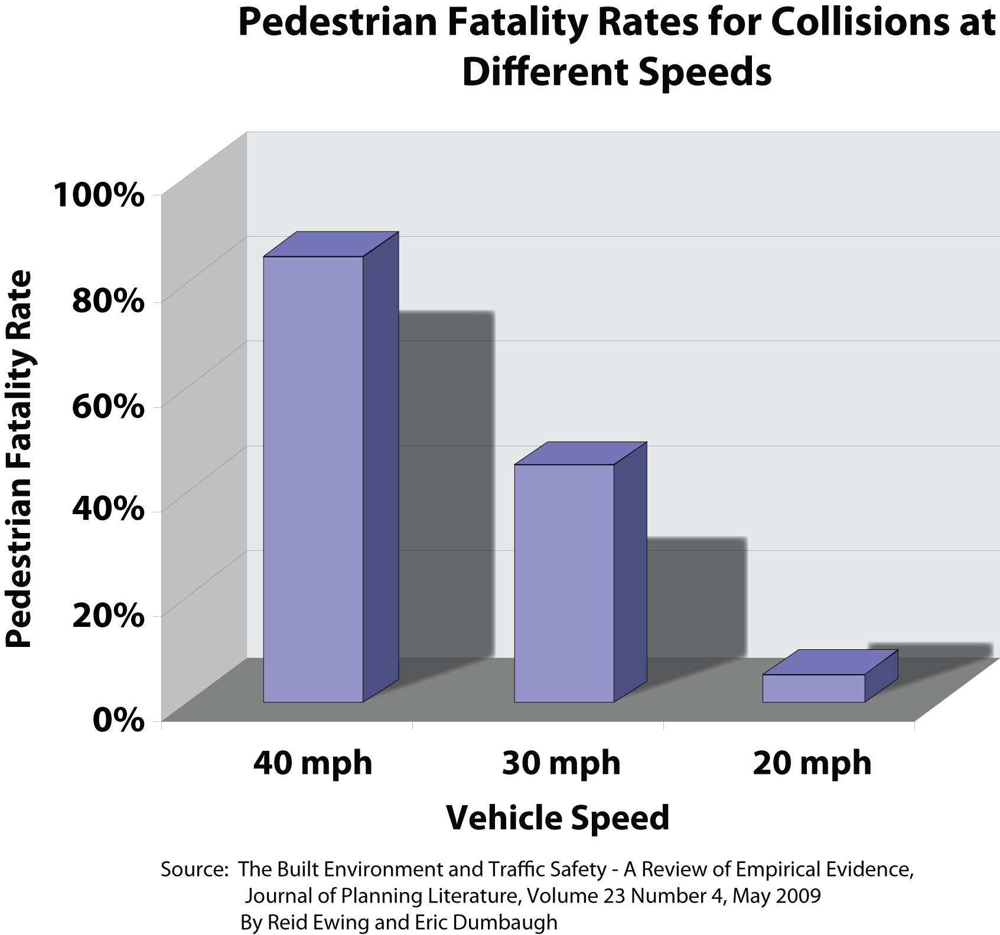 Pedestrian Fatality Rates for Collisions at
Different Speeds
Pedestrian Fatality Rate
100%
80%
60%
40%
20%
0%
40 mph
30 mph
20 mph
Vehicle Speed
Source: The Built Environment and Traffic Safety - A Review of Empirical Evidence,
Journal of Planning Literature, Volume 23 Number 4, May 2009
By Reid Ewing and Eric Dumbaugh